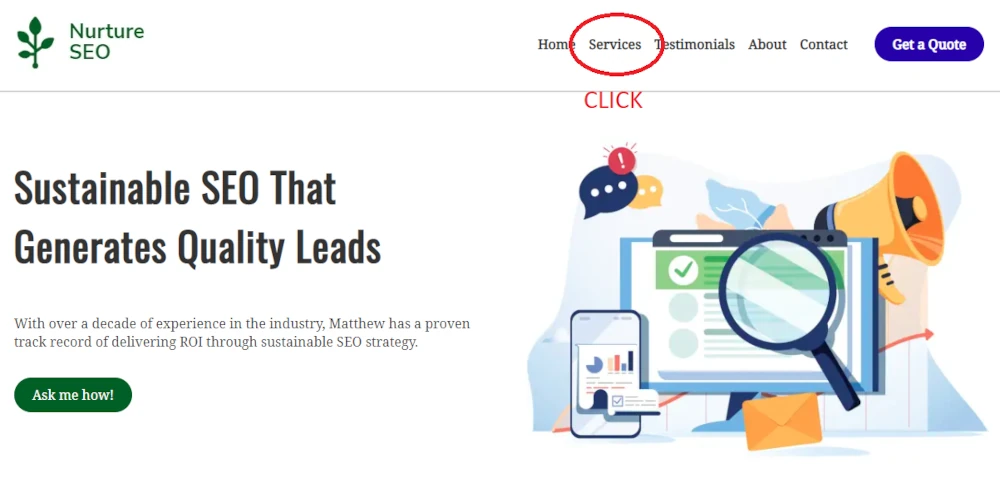 Nurture
SEO
Home Services Testimonials About Contact Get a Quote
CLICK
Sustainable SEO That
Generates Quality Leads
With over a decade of experience in the industry, Matthew has a proven
track record of delivering ROI through sustainable SEO strategy.
Ask me how!